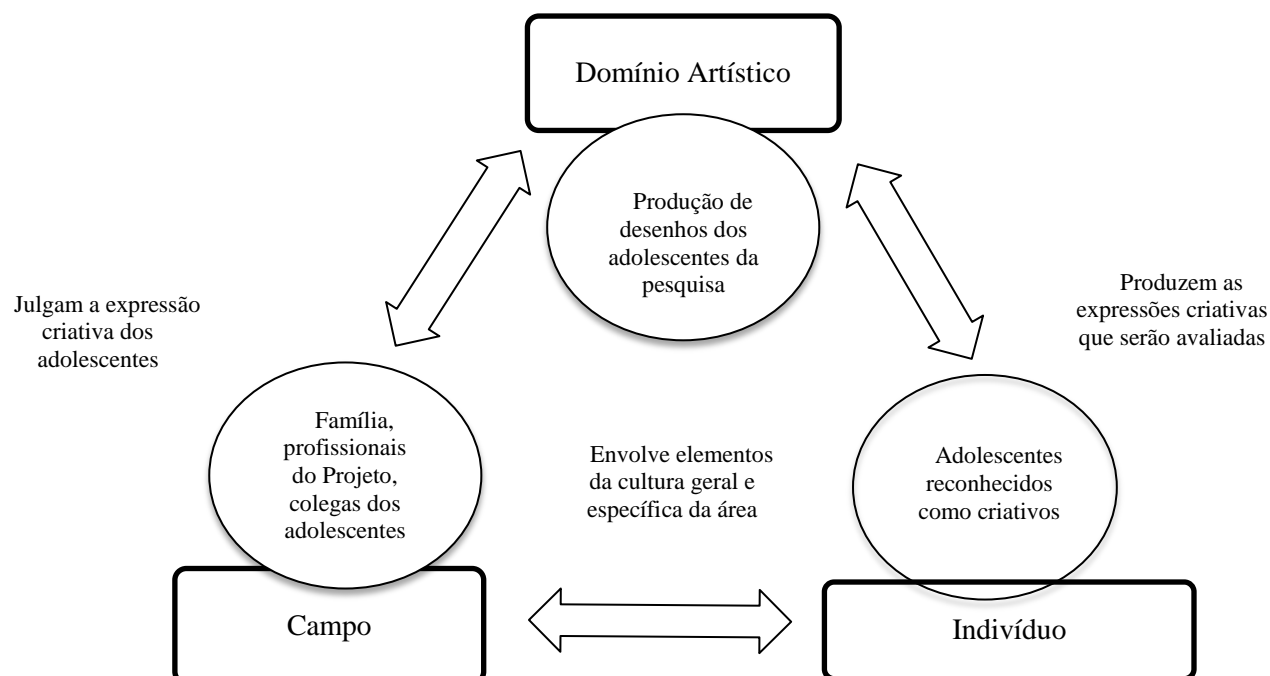 Domínio Artístico
Produção de
desenhos dos
adolescentes da
pesquisa
Julgam a expressão
criativa dos
adolescentes
Produzem as
expressões criativas
que serão avaliadas
Família,
profissionais
do Projeto,
colegas dos
adolescentes
Envolve elementos
da cultura geral e
específica da área
Adolescentes
reconhecidos
como criativos
Campo
Indivíduo